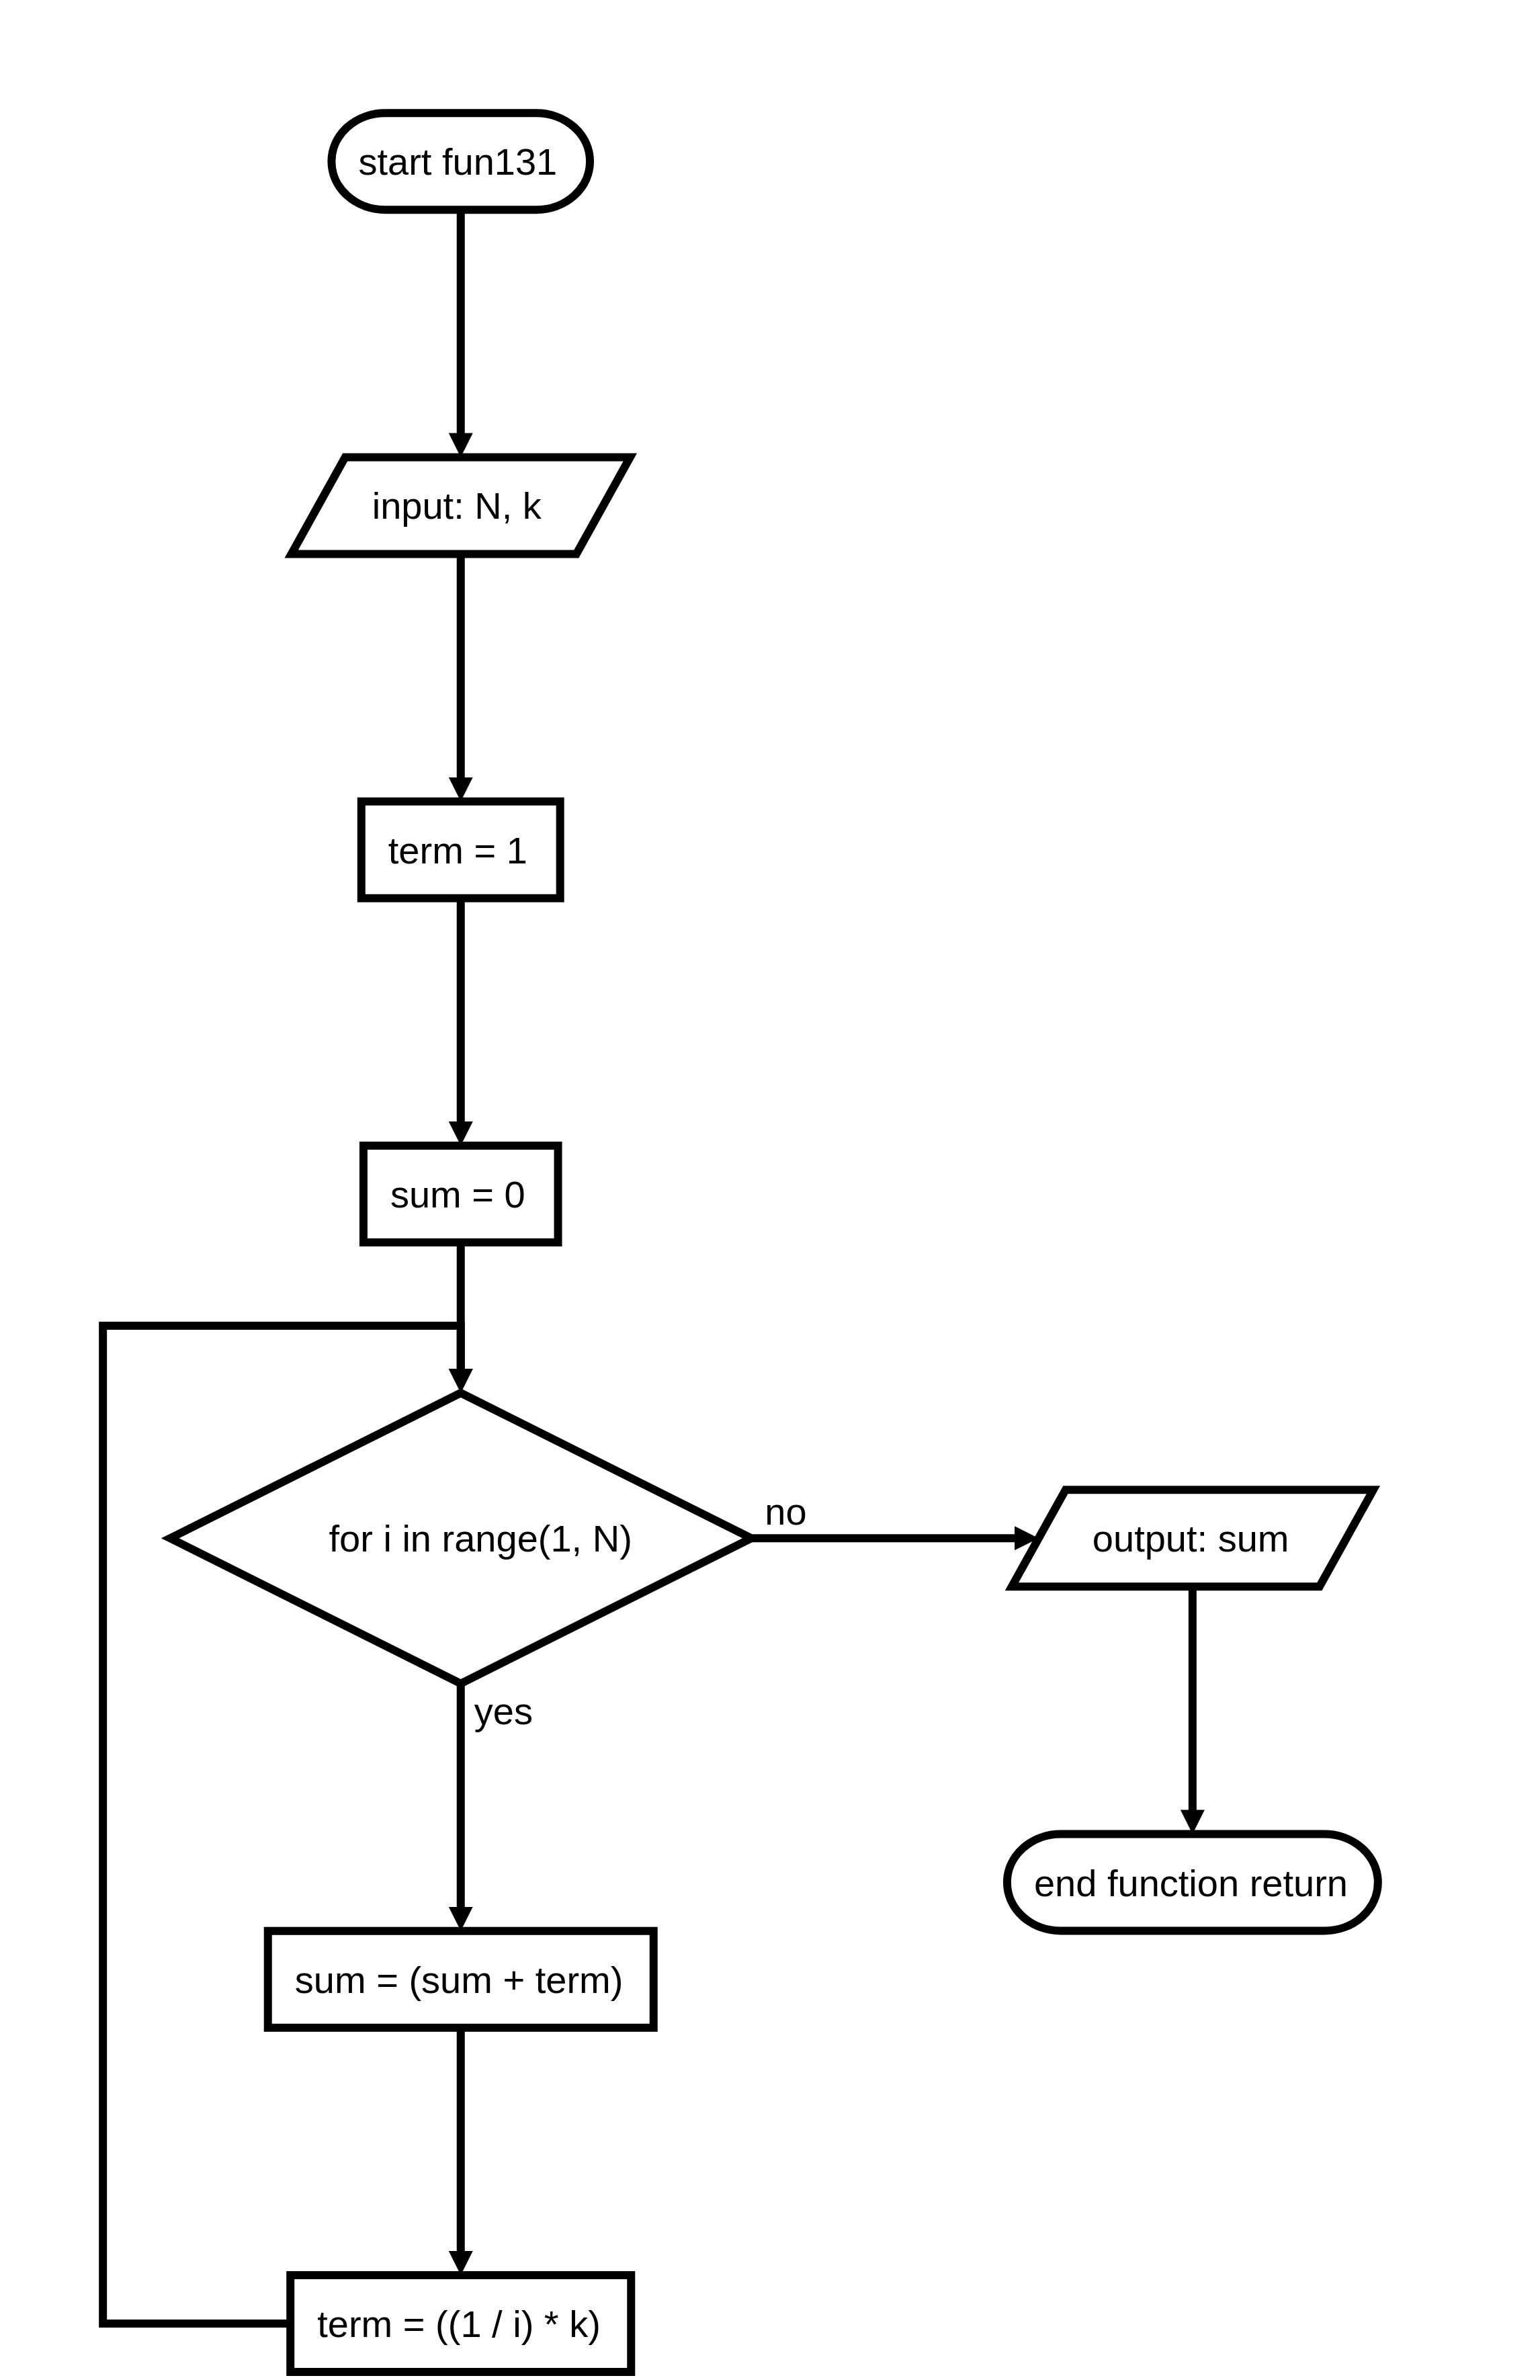 start fun131
input: N, k
term = 1
sum = 0
for i in range(1, N)
no
output: sum
yes
end function return
sum = (sum + term)
term = ((1 / i) * k)